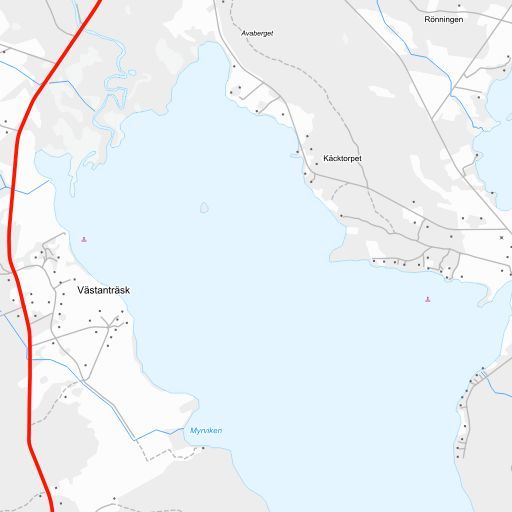 Rönningen
Avaberget
Käcktorpet
Västanträsk
Myrviken